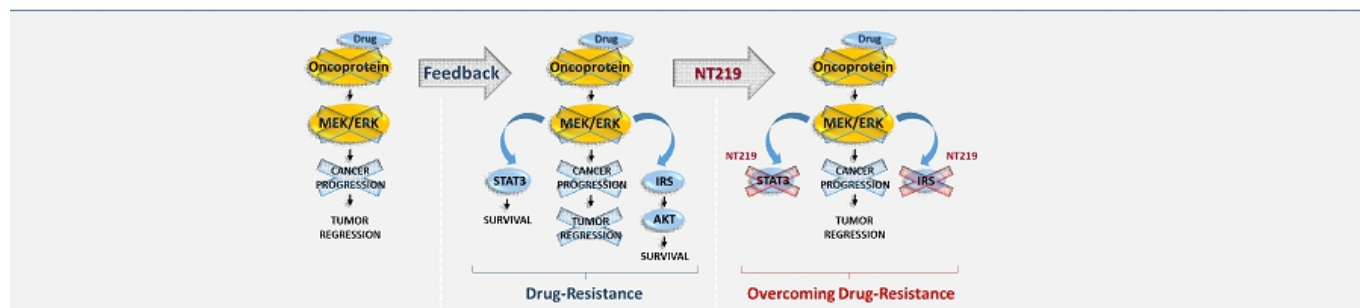 Drug
Oncoprotein
MEK/ERK
CANCER
PROGRESSION
TUMOR
REGRESSION
Feedback
Drug
Oncoprotein
MEK/ERK
STAT3
SURVIVAL
CANCER
PROGRESSION
TUMOR
REGRESSION
IRS
AKT
SURVIVAL
Drug-Resistance
NT219
Drug
Oncoprotein
MEK/ERK
NT219
STAT3
CANCER
PROGRESSION
TUMOR
REGRESSION
NT219
IRS
Overcoming Drug-Resistance